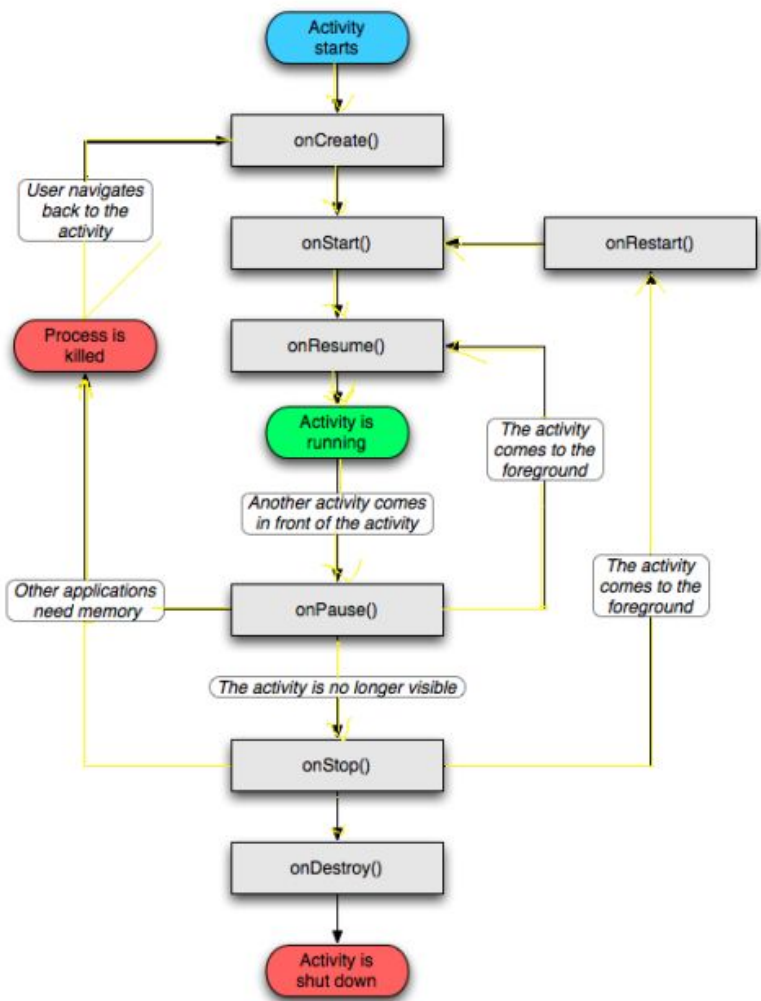 Activity
starts
onCreate()
User navigates
back to the
activity
onStart()
onRestart()
Process is
killed
onResume()
Activity is
running
The activity
comes to the
foreground
Another activity comes
in front of the activity
Other applications
need memory
onPause()
The activity
comes to the
foreground
The activity is no longer visible
onStop()
onDestroy()
Activity is
shut down